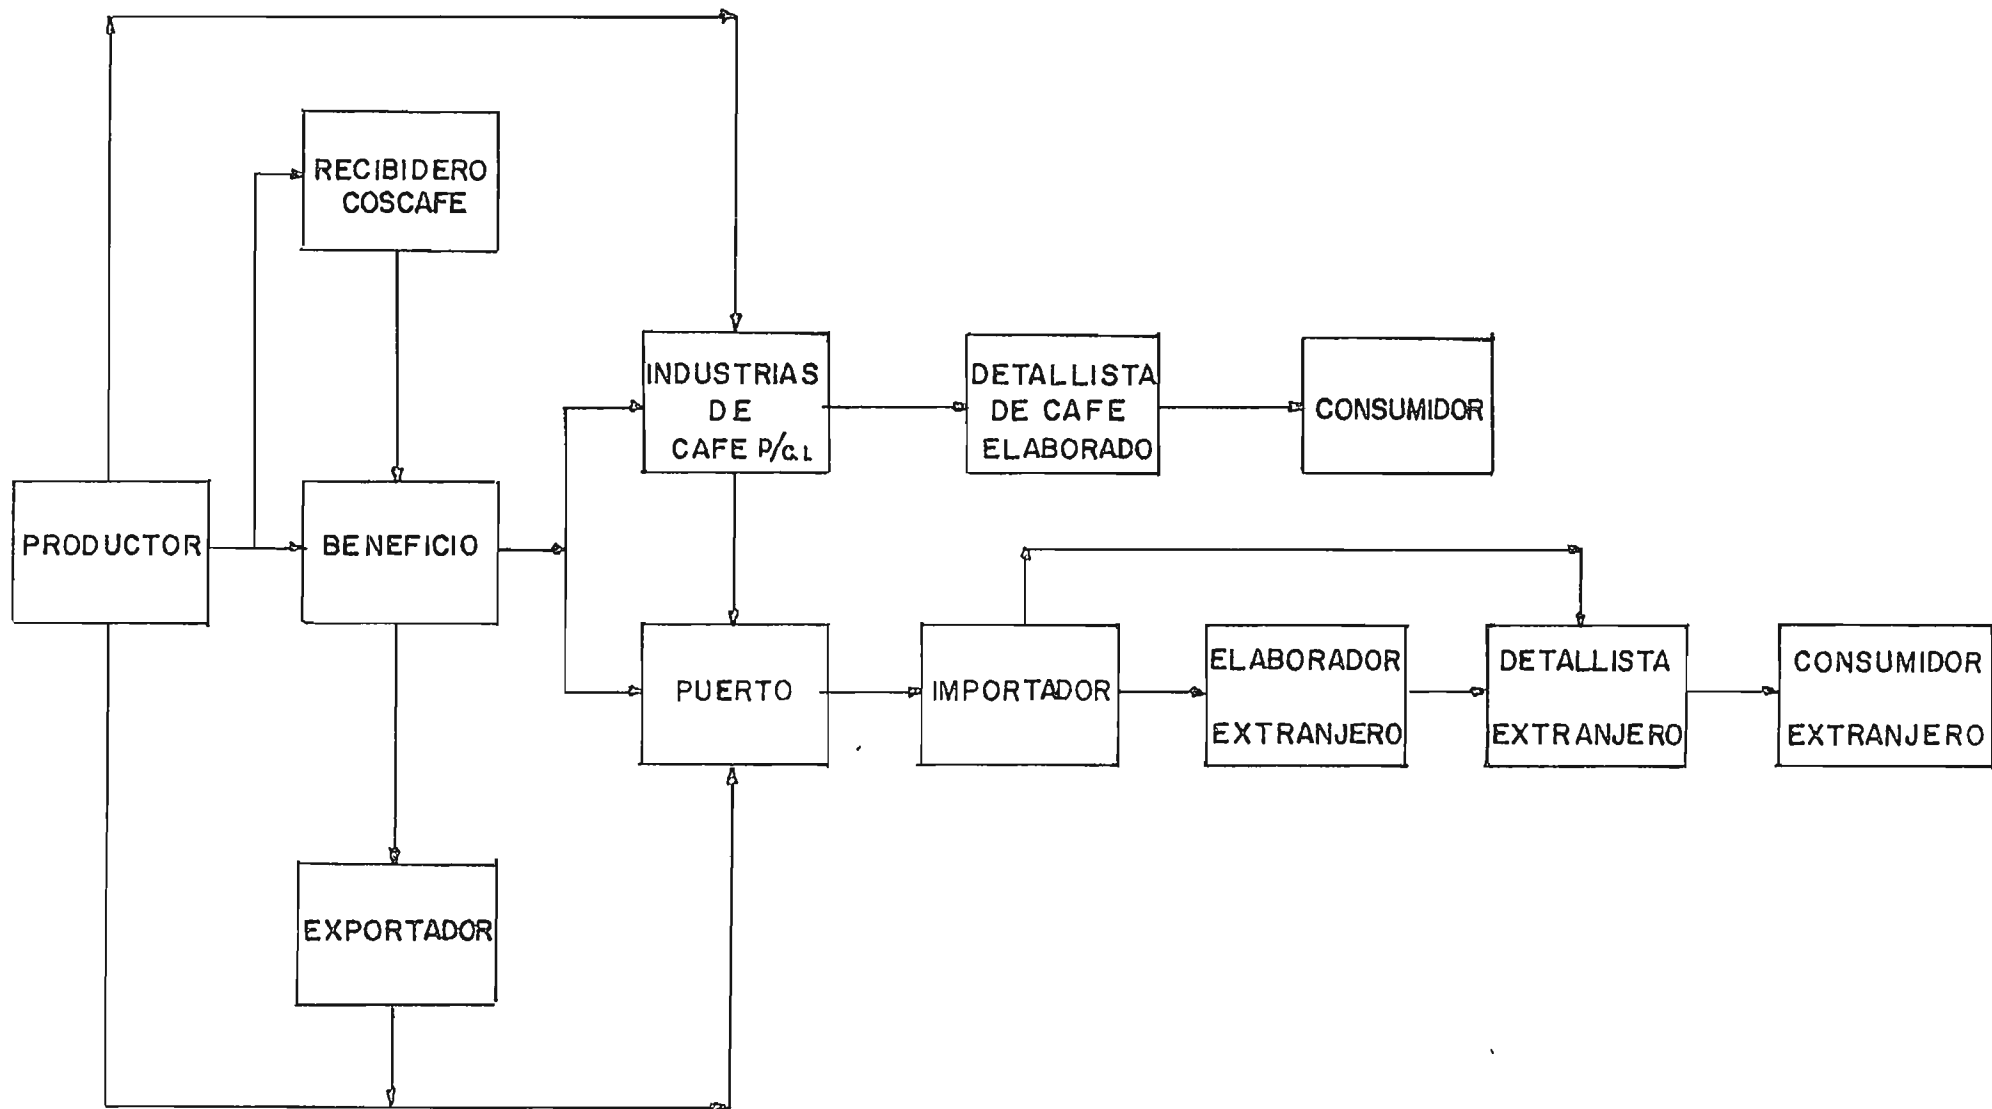 RECIBIDERO
COSCAFE
INDUSTRIAS
DE
CAFE P/C.L
DETALLISTA
DE CAFE
ELABORADO
CONSUMIDOR
PRODUCTOR
BENEFICIO
PUERTO
IMPORTADOR
ELABORADOR
EXTRANJERO
DETALLISTA
EXTRANJERO
CONSUMIDOR
EXTRANJERO
EXPORTADOR